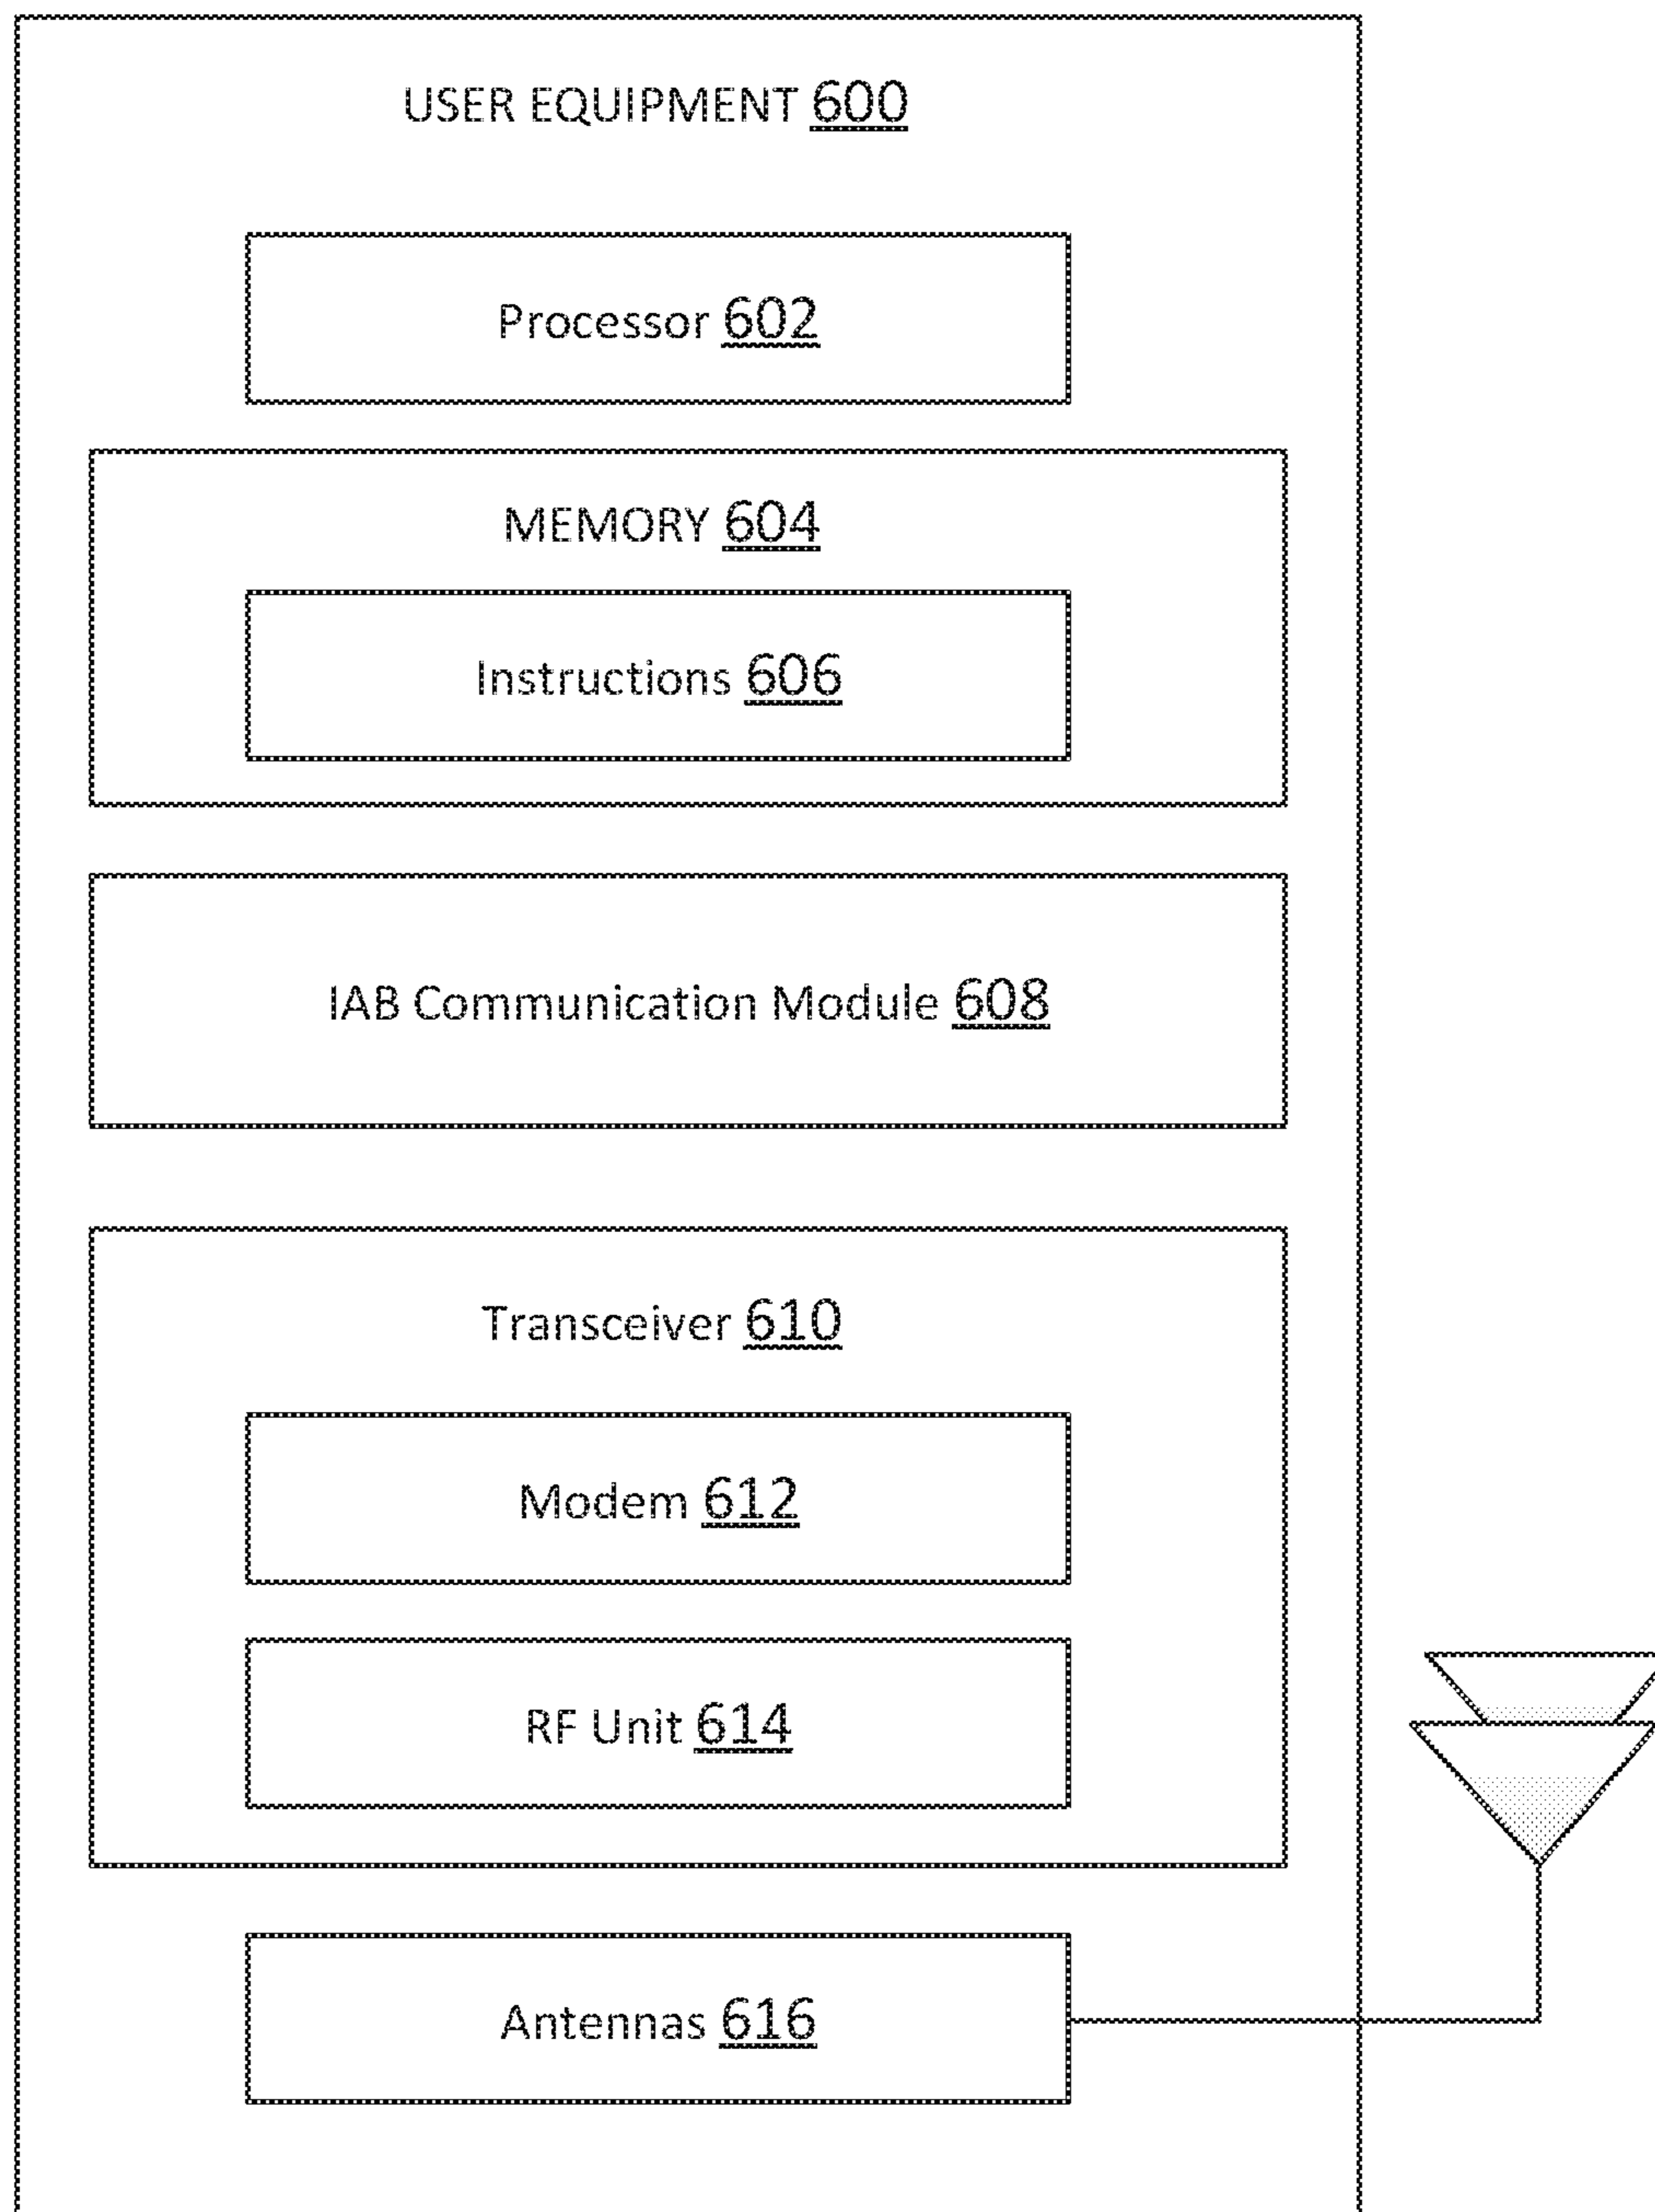 USER EQUIPMENT 600
Processor 602
MEMORY 604
Instructions 606
IAB Communication Module 608
Transceiver 610
Modem 612
RF Unit 614
Antennas 616